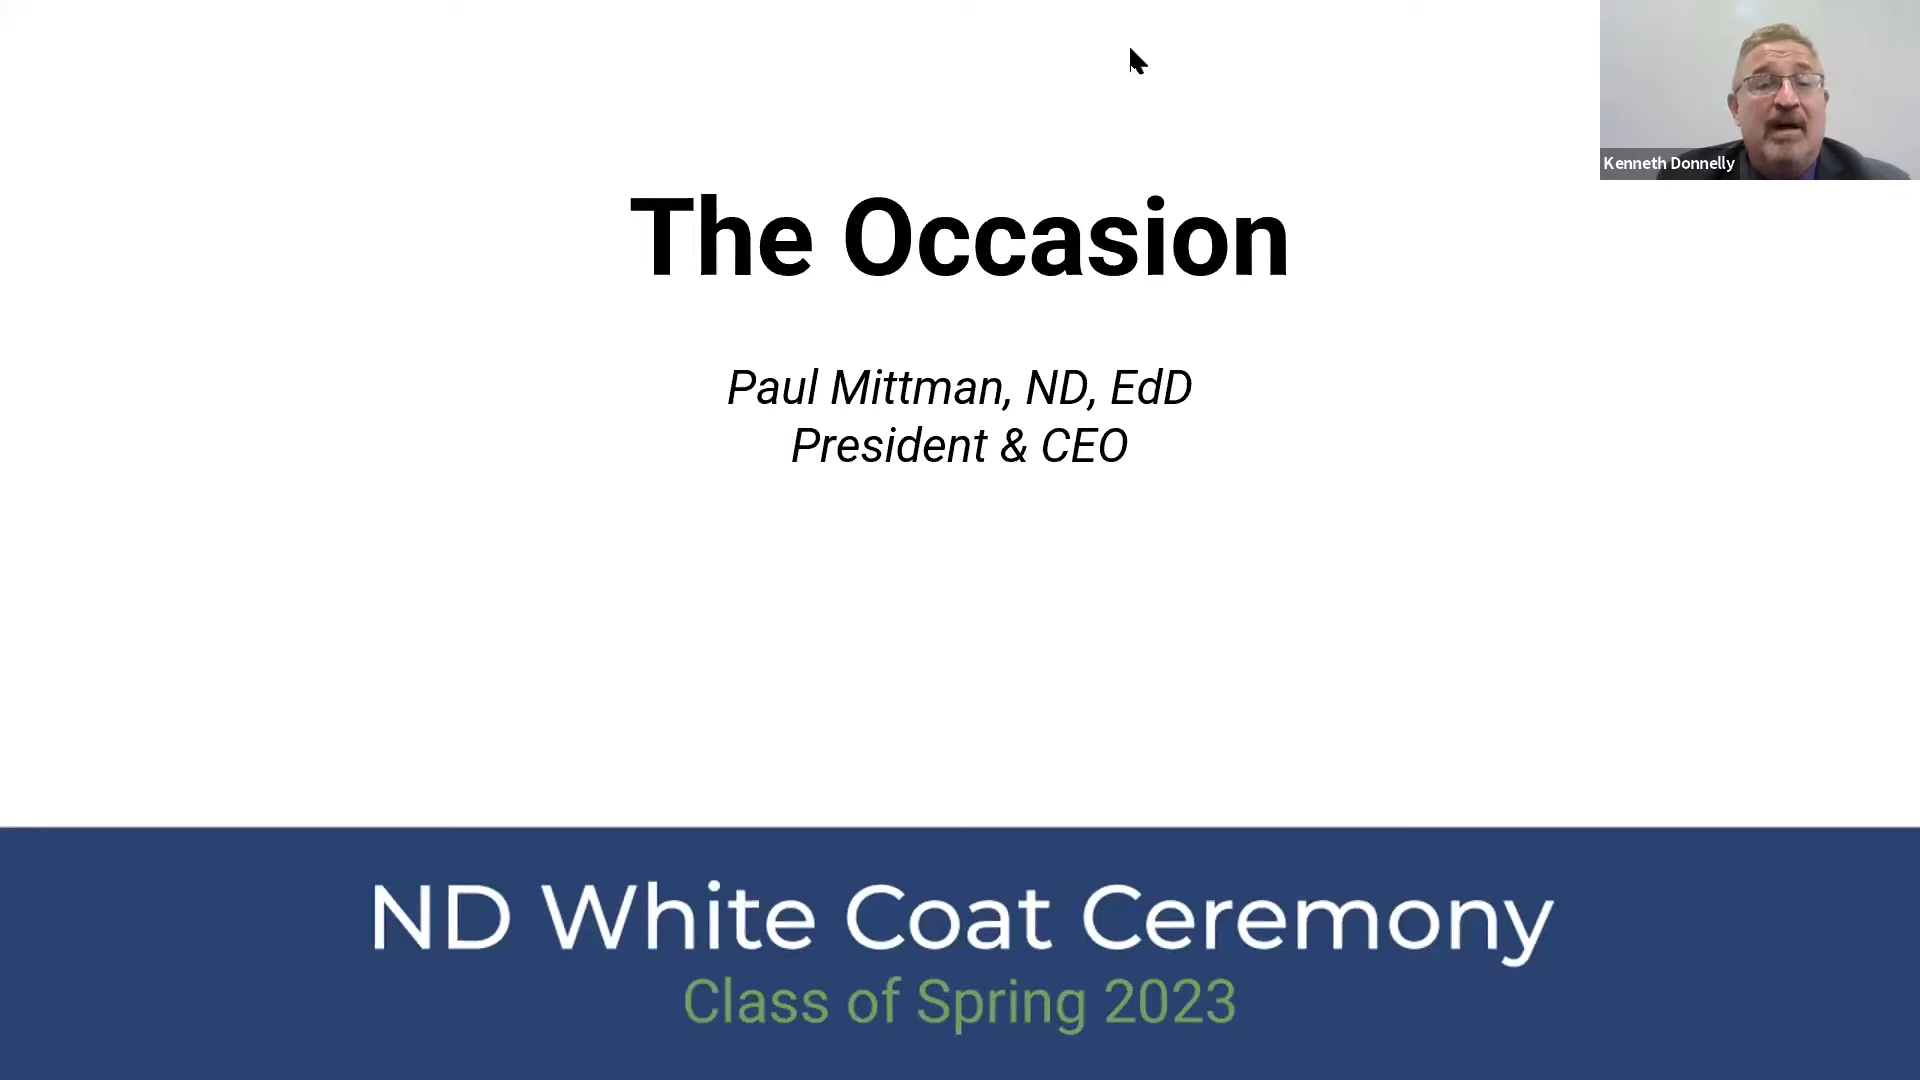 Kenneth Donnelly
The Occasion
Paul Mittman, ND, EdD
President & CEO
ND White Coat Ceremony
Class of Spring 2023